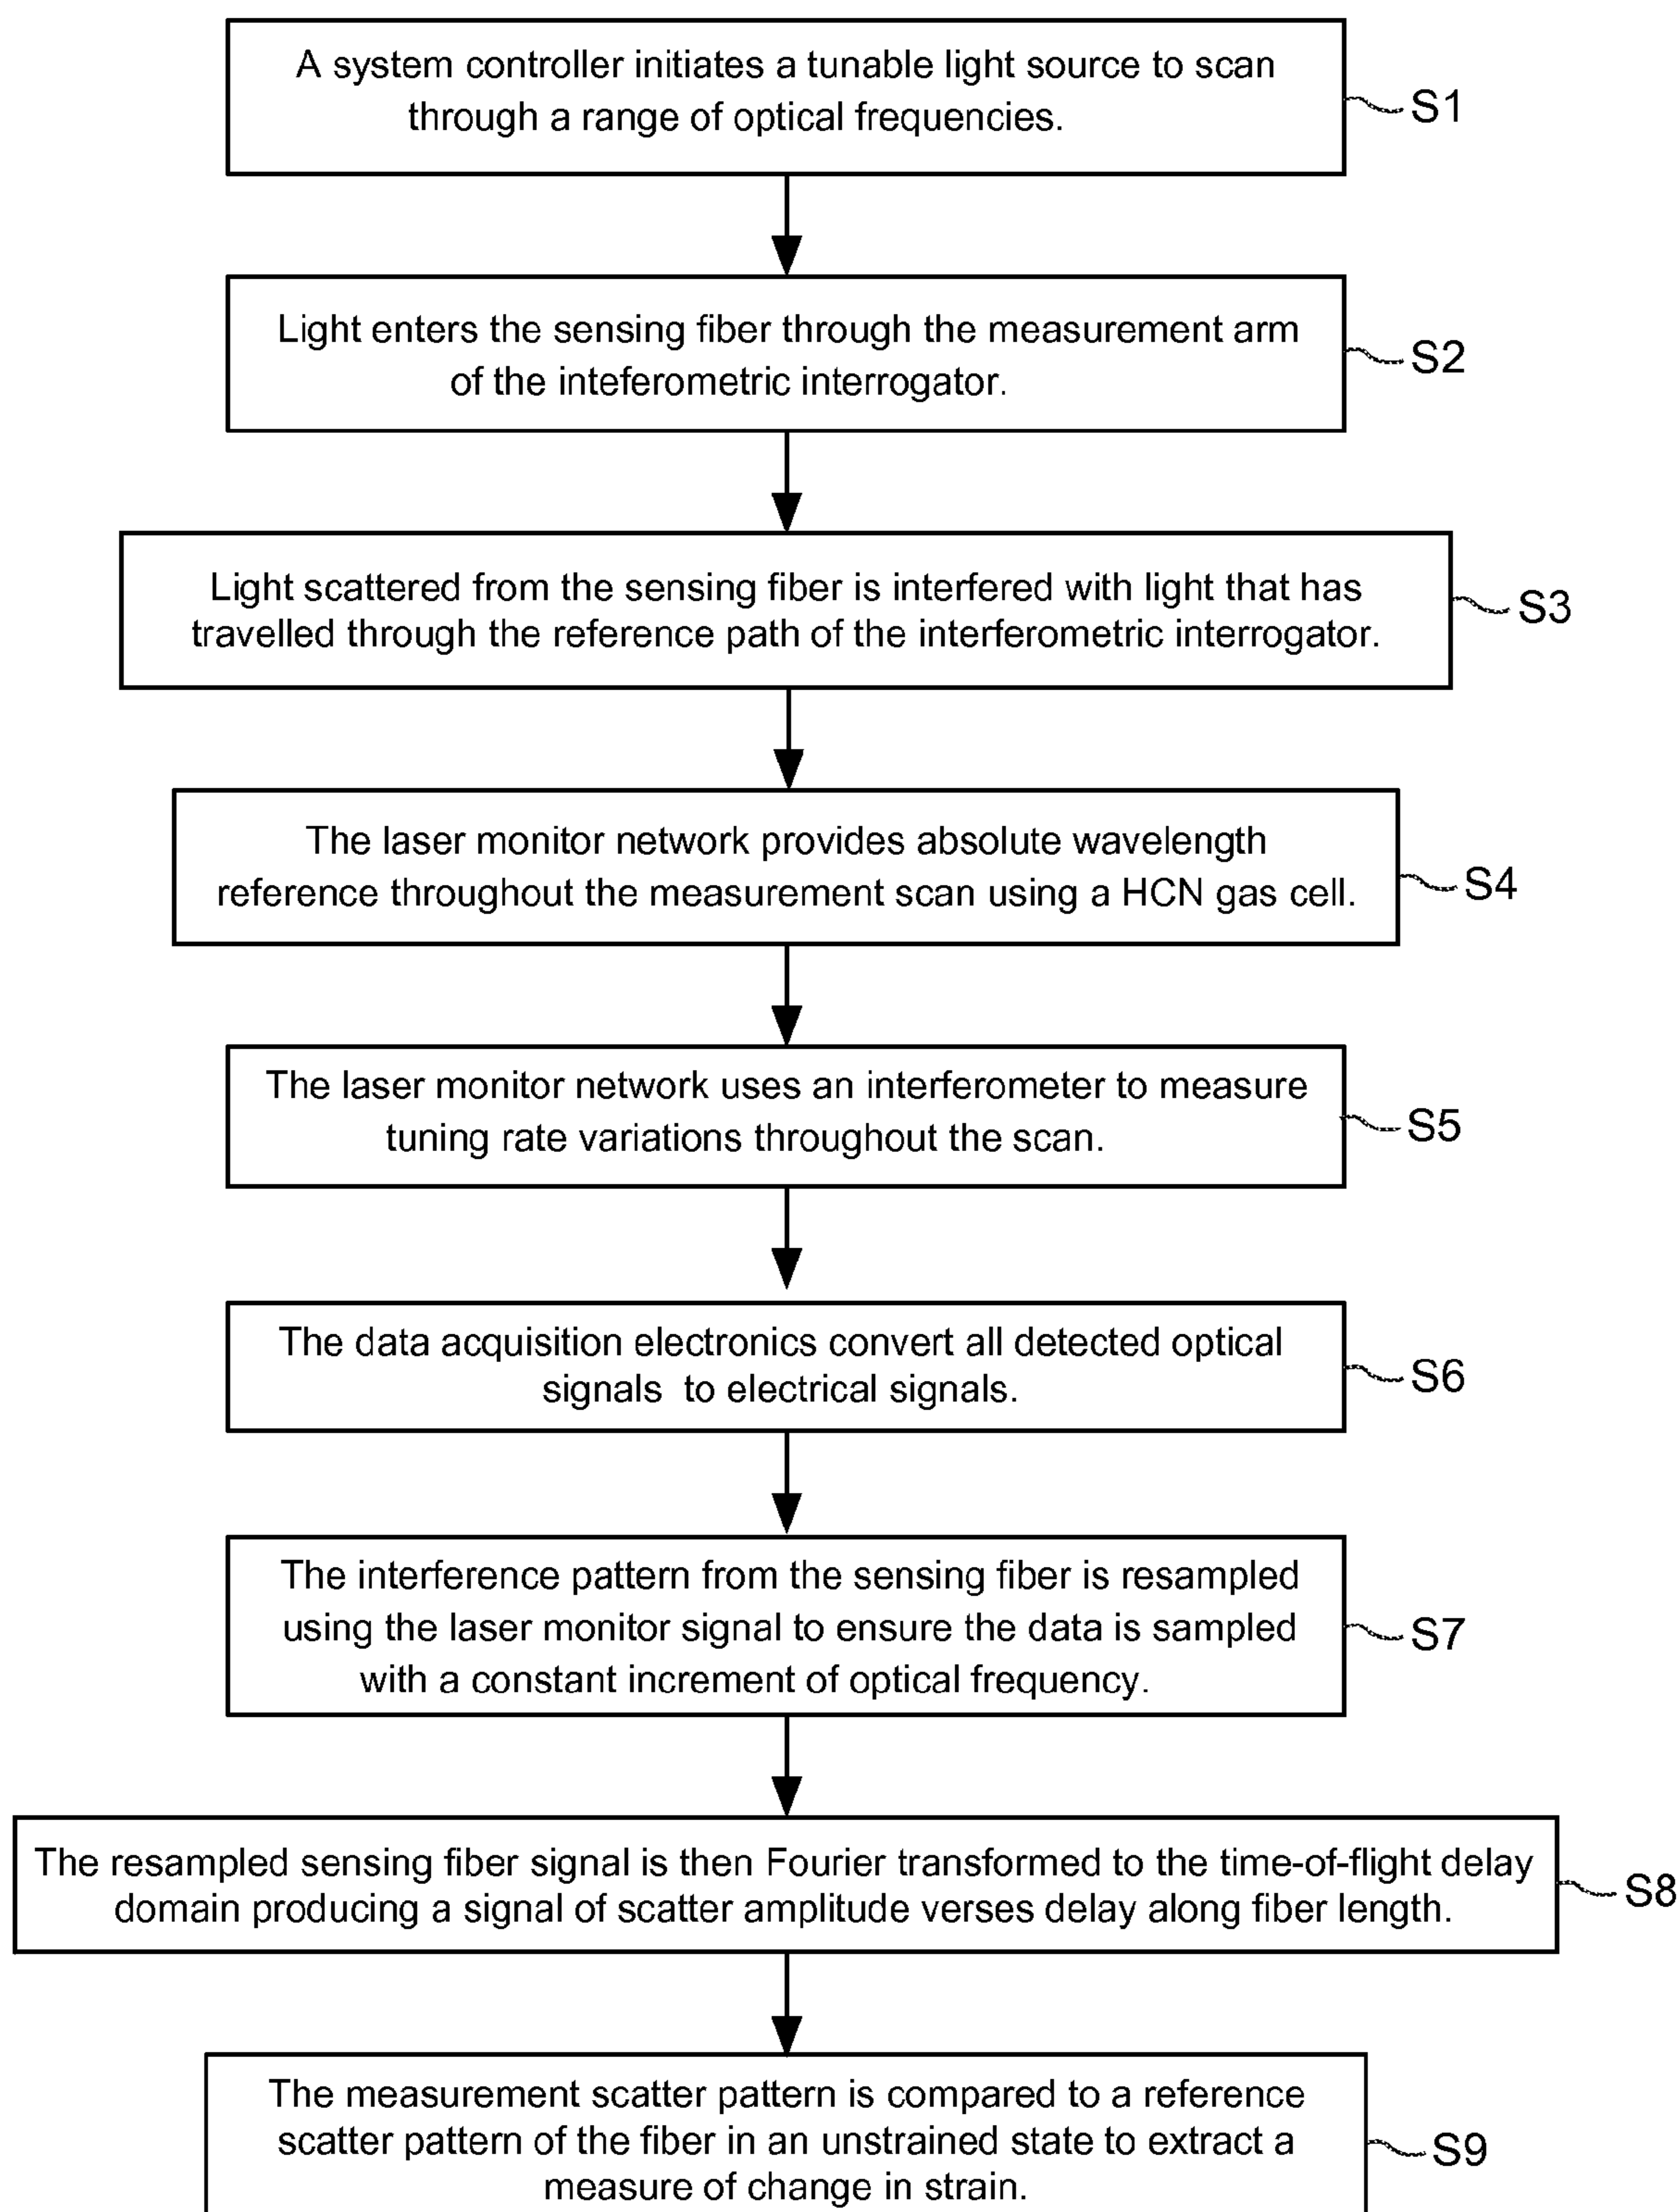 A system controller initiates a tunable light source to scan
through a range of optical frequencies.
S1
Light enters the sensing fiber through the measurement arm
of the inteferometric interrogator.
S2
Light scattered from the sensing fiber is interfered with light that has
travelled through the reference path of the interferometric interrogator.
S3
The laser monitor network provides absolute wavelength
reference throughout the measurement scan using a HCN gas cell.
S4
The laser monitor network uses an interferometer to measure
tuning rate variations throughout the scan.
S5
The data acquisition electronics convert all detected optical
signals to electrical signals.
S6
The interference pattern from the sensing fiber is resampled
using the laser monitor signal to ensure the data is sampled
with a constant increment of optical frequency.
S7
The resampled sensing fiber signal is then Fourier transformed to the time-of-flight delay
domain producing a signal of scatter amplitude verses delay along fiber length.
S8
The measurement scatter pattern is compared to a reference
scatter pattern of the fiber in an unstrained state to extract a
measure of change in strain.
S9